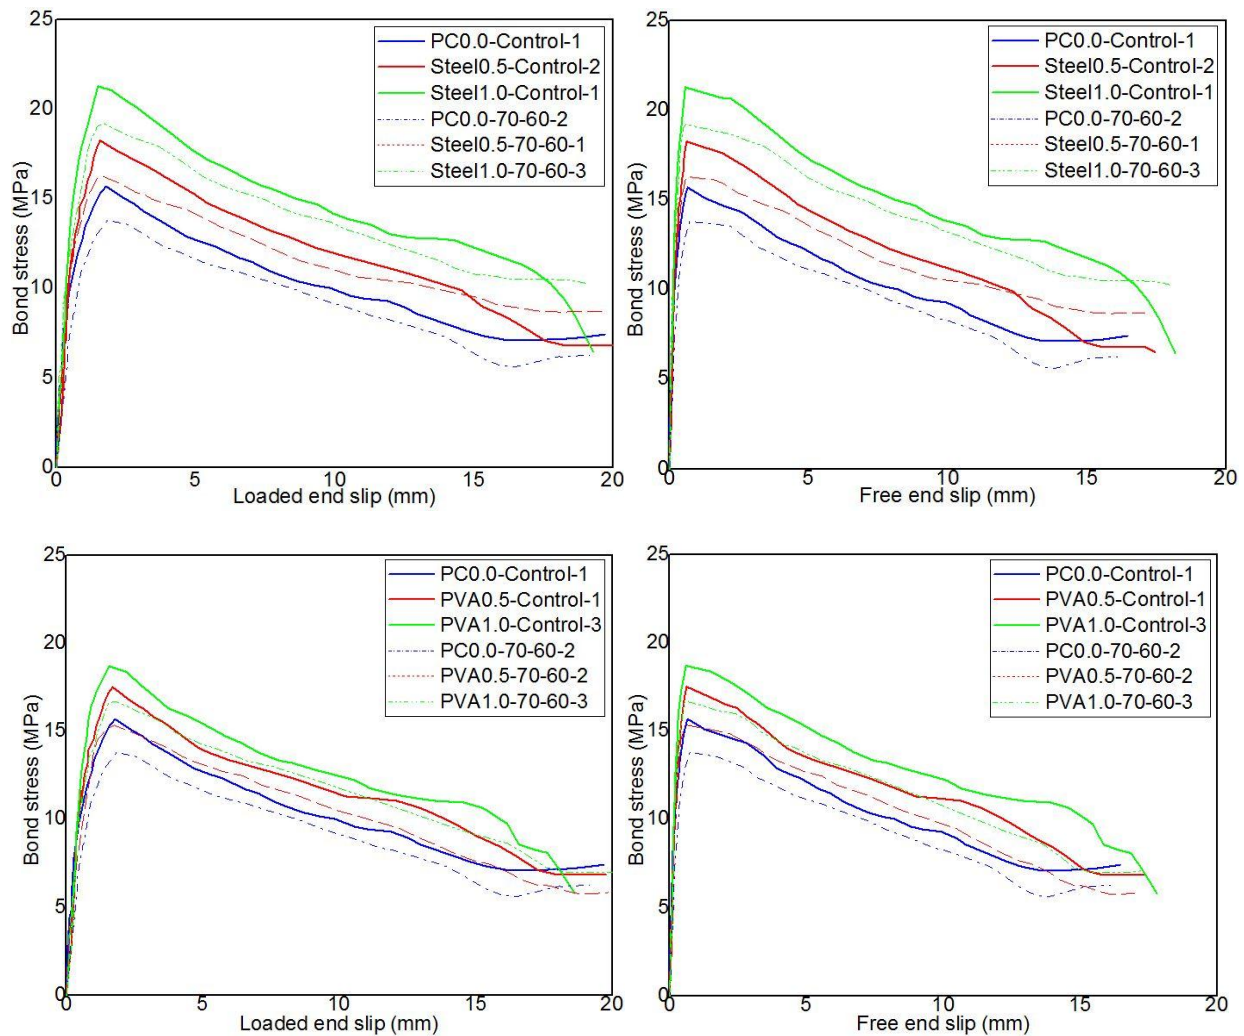 25
20
15
10
5
0
Bond stress (MPa)
PC0.0-Control-1
Steel0.5-Control-2
Steel1.0-Control-1
PC0.0-70-60-2
Steel0.5-70-60-1
Steel1.0-70-60-3
0 5 10 15 20
Loaded end slip (mm)
25
20
15
10
5
0
Bond stress (MPa)
PC0.0-Control-1
Steel0.5-Control-2
Steel1.0-Control-1
PC0.0-70-60-2
Steel0.5-70-60-1
Steel1.0-70-60-3
0 5 10 15 20
Free end slip (mm)
25
20
15
10
5
0
Bond stress (MPa)
PC0.0-Control-1
PVA0.5-Control-1
PVA1.0-Control-3
PC0.0-70-60-2
PVA0.5-70-60-2
PVA1.0-70-60-3
0 5 10 15 20
Loaded end slip (mm)
25
20
15
10
5
0
Bond stress (MPa)
PC0.0-Control-1
PVA0.5-Control-1
PVA1.0-Control-3
PC0.0-70-60-2
PVA0.5-70-60-2
PVA1.0-70-60-3
0 5 10 15 20
Free end slip (mm)